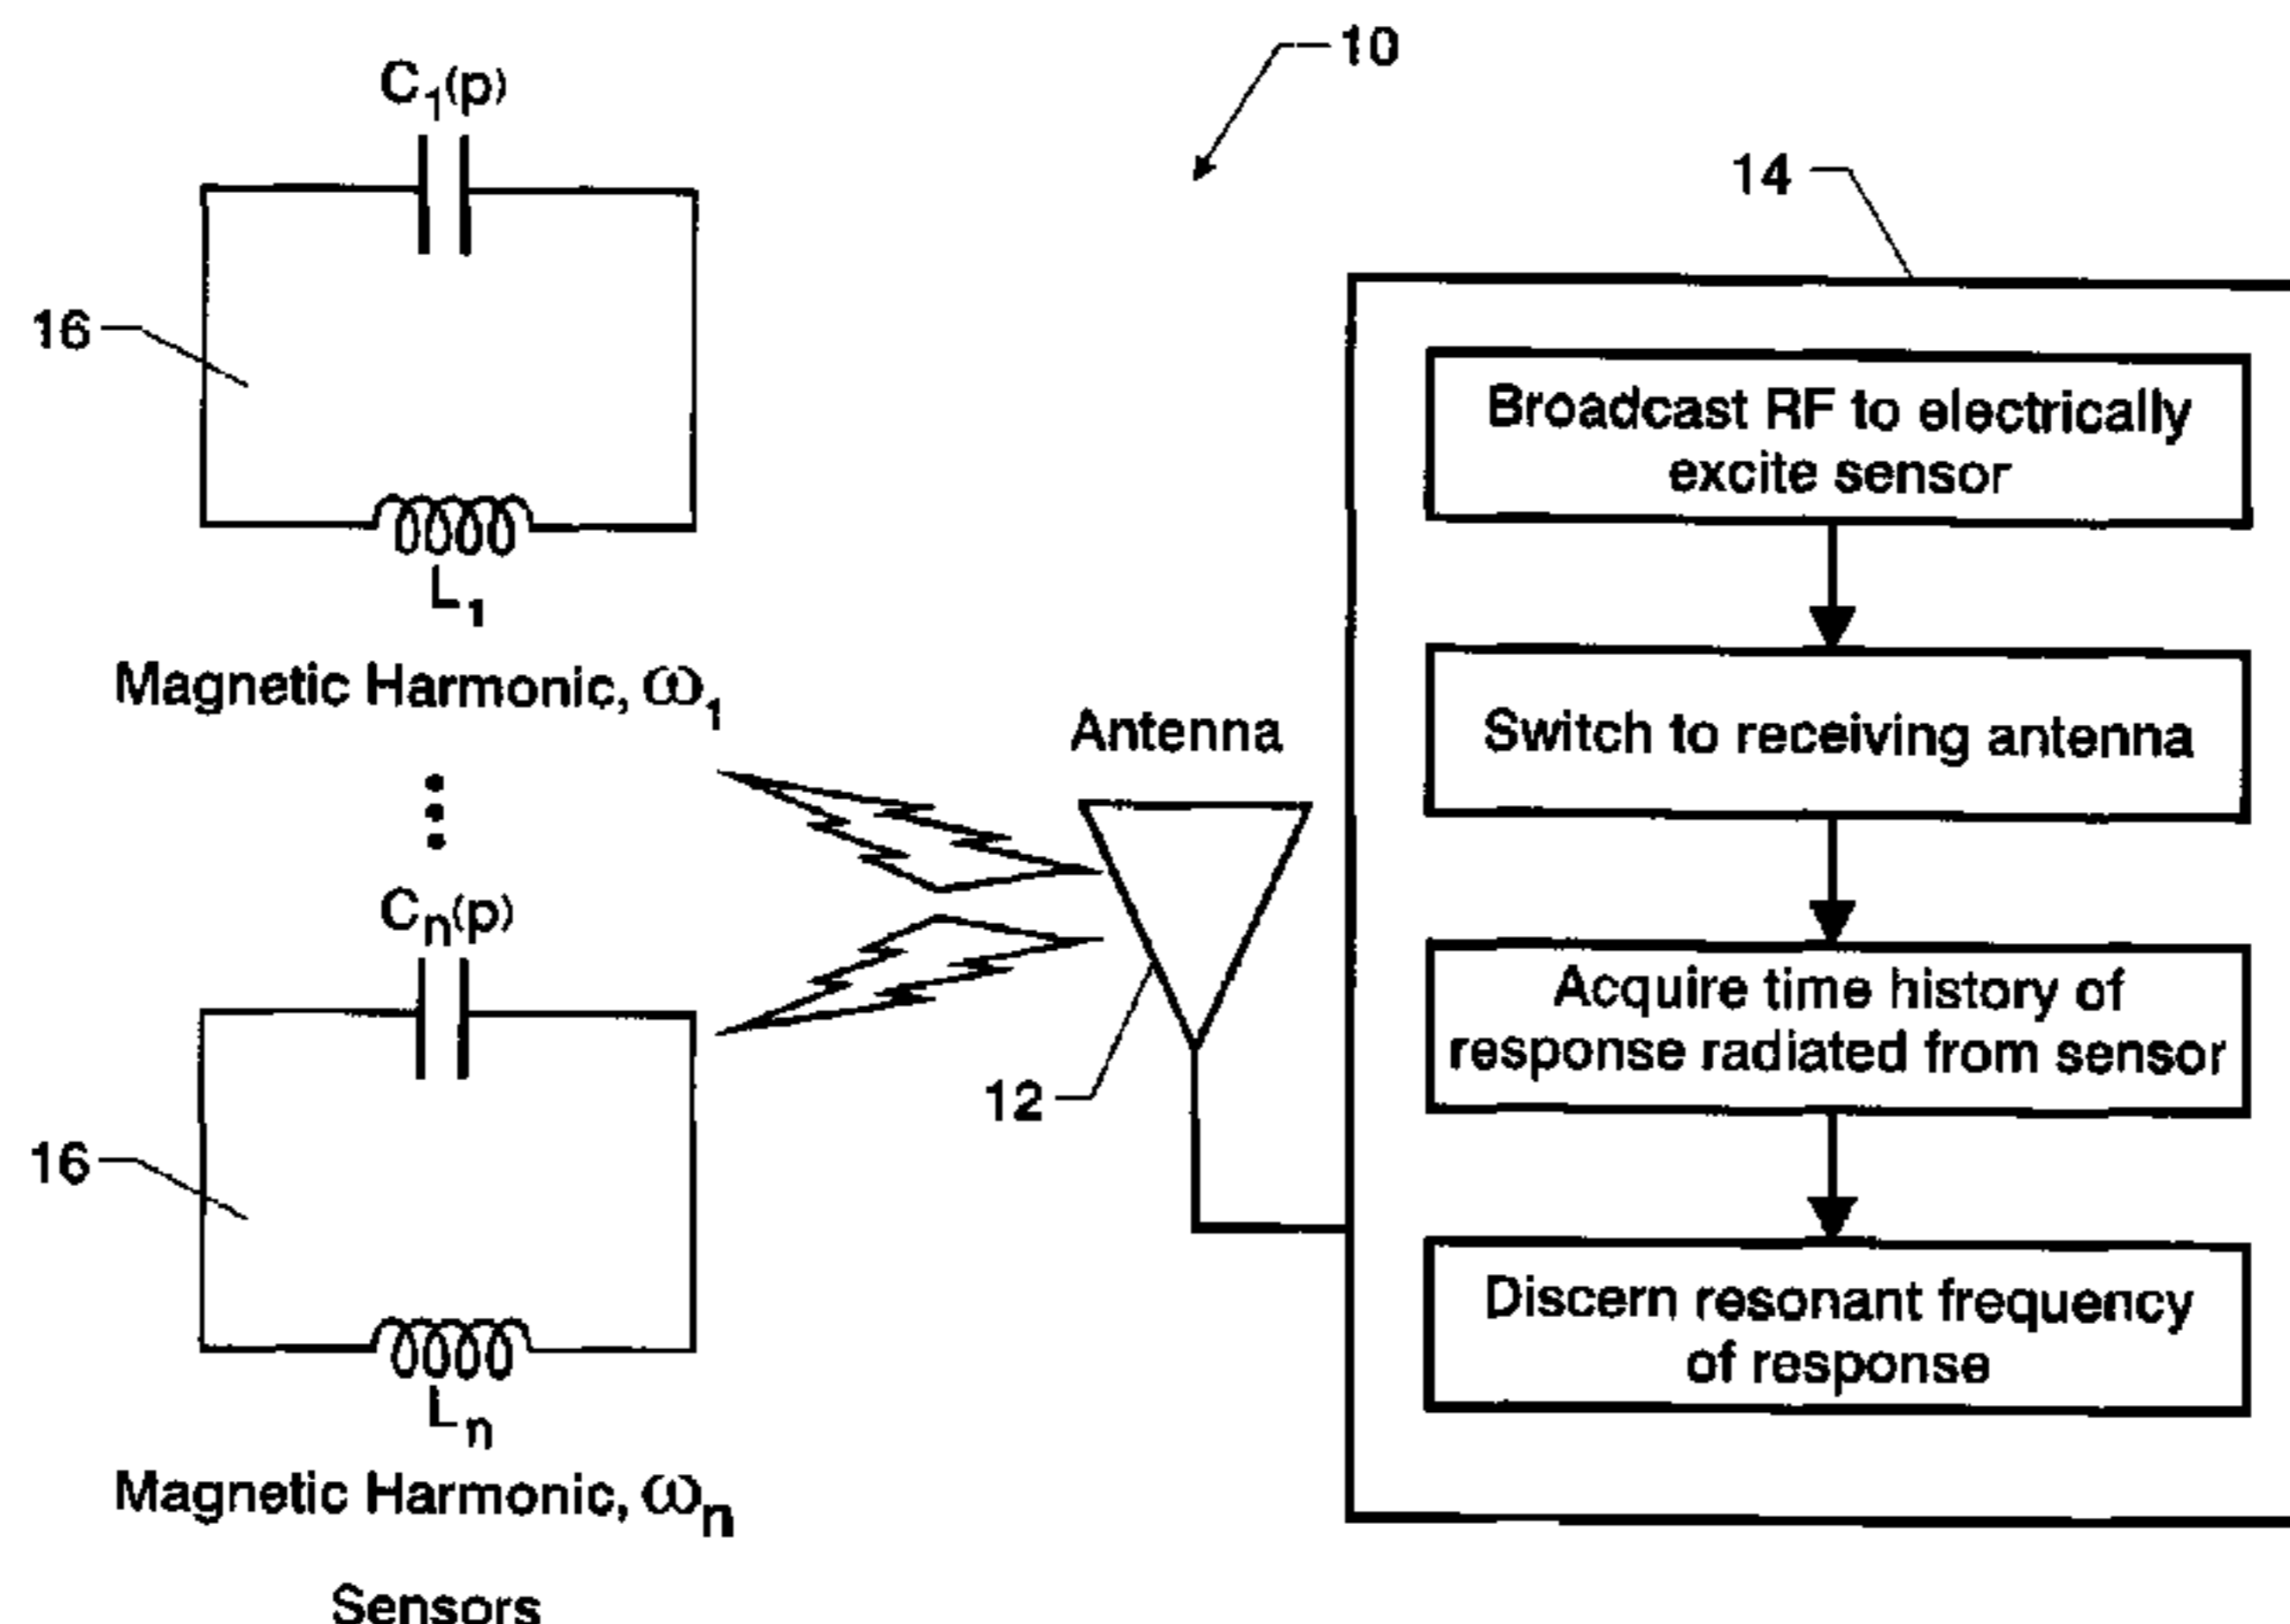 10
C1(p)
16
L1
Magnetic Harmonic, ω1
Cn(p)
16
Ln
Magnetic Harmonic, ωn
Sensors
Antenna
12
14
Broadcast RF to electrically
excite sensor
Switch to receiving antenna
Acquire time history of
response radiated from sensor
Discern resonant frequency
of response